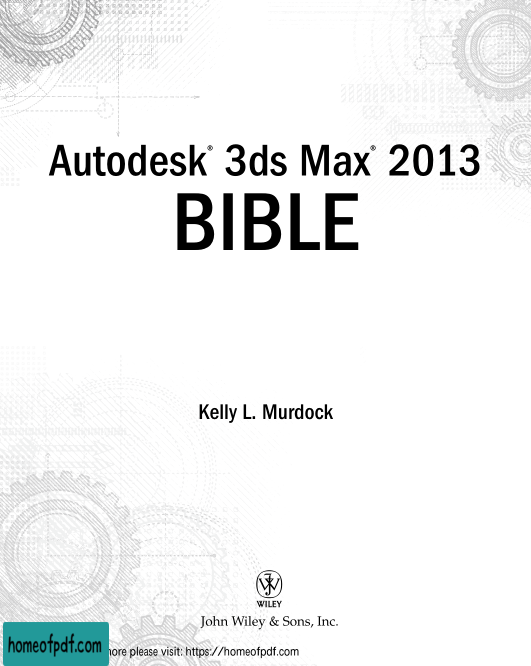 Autodesk® 3ds Max® 2013
BIBLE
Kelly L. Murdock
WILEY
John Wiley & Sons, Inc.
homeofpdf.com
please visit: https://homeofpdf.com